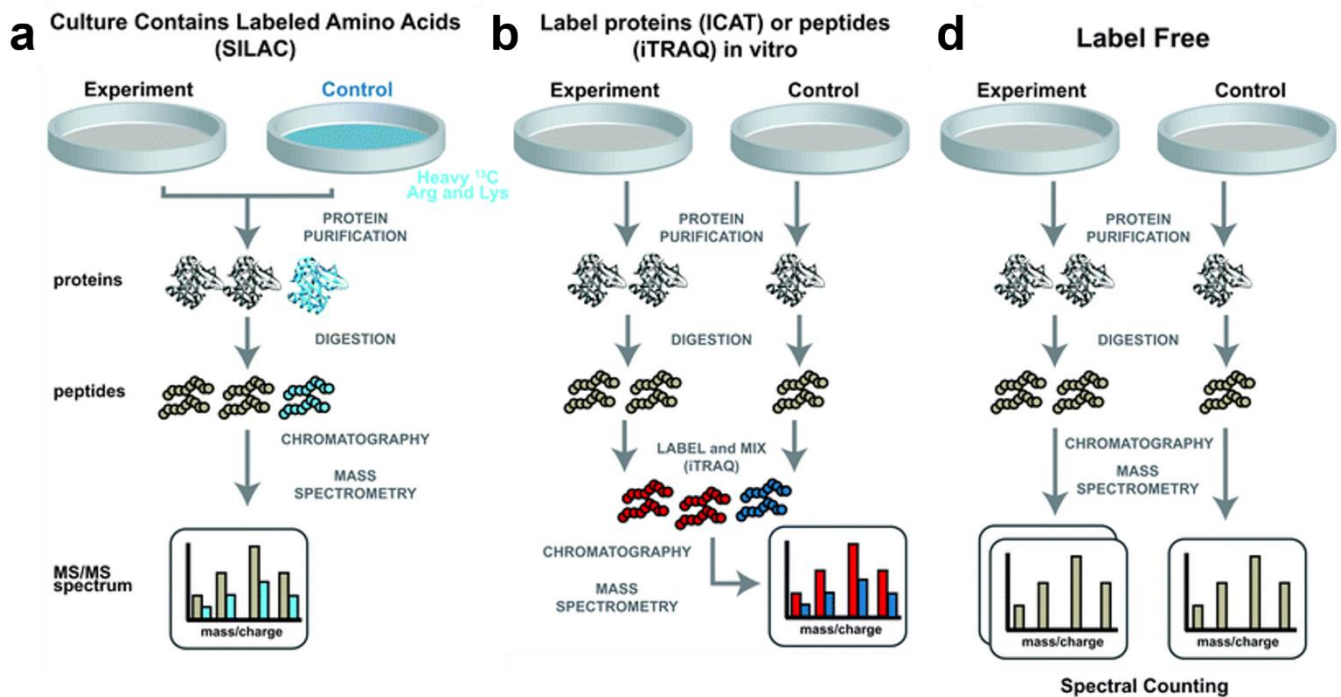 a
Culture Contains Labeled Amino Acids
(SILAC)
Experiment
Control
Heavy ¹³C
Arg and Lys
PROTEIN
PURIFICATION
proteins
DIGESTION
peptides
CHROMATOGRAPHY
MASS
SPECTROMETRY
MS/MS
spectrum
mass/charge
b
Label proteins (ICAT) or peptides
(iTRAQ) in vitro
Experiment
Control
PROTEIN
PURIFICATION
DIGESTION
LABEL and MIX
(iTRAQ)
CHROMATOGRAPHY
MASS
SPECTROMETRY
mass/charge
d
Label Free
Experiment
Control
PROTEIN
PURIFICATION
DIGESTION
CHROMATOGRAPHY
MASS
SPECTROMETRY
mass/charge
mass/charge
Spectral Counting